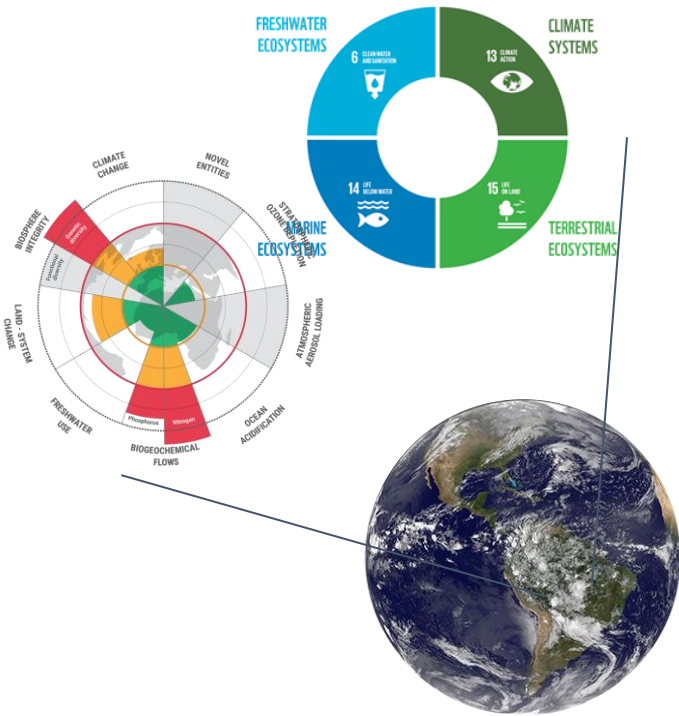 FRESHWATER
ECOSYSTEMS
CLIMATE
SYSTEMS
6 CLEAN WATER
AND SANITATION
13 CLIMATE
ACTION
14 LIFE
BELOW WATER
15 LIFE
ON LAND
MARINE
ECOSYSTEMS
TERRESTRIAL
ECOSYSTEMS
CLIMATE
CHANGE
NOVEL
ENTITIES
STRATOSPHERIC
OZONE DEPLETION
ATMOSPHERIC
AEROSOL LOADING
OCEAN
ACIDIFICATION
BIOGEOCHEMICAL
FLOWS
Phosphorus
Nitrogen
FRESHWATER
USE
LAND - SYSTEM
CHANGE
BIOSPHERE
INTEGRITY
Functional
diversity
Genetic
diversity